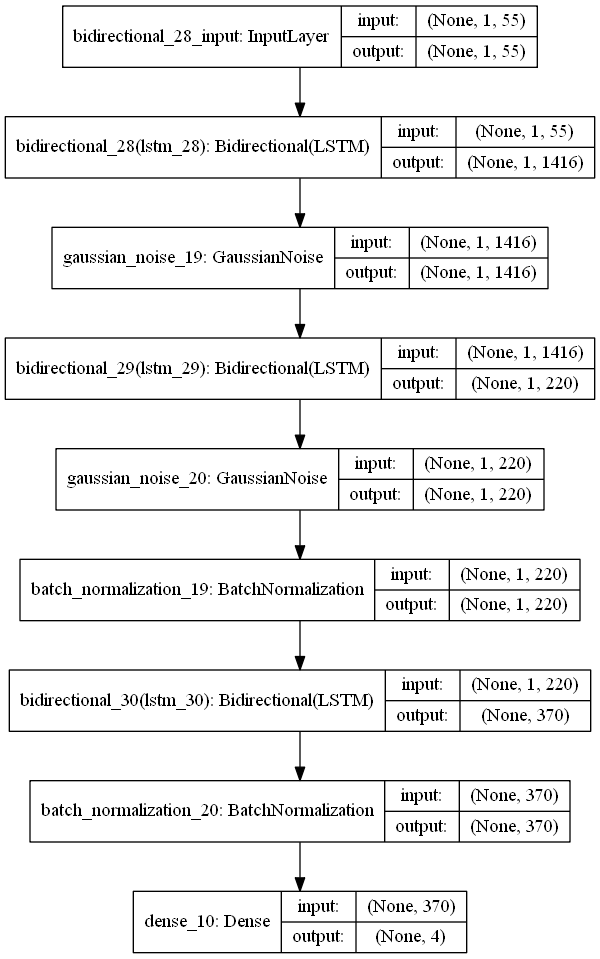 bidirectional_28_input: InputLayer
input: (None, 1, 55)
output: (None, 1, 55)
bidirectional_28(lstm_28): Bidirectional(LSTM)
input: (None, 1, 55)
output: (None, 1, 1416)
gaussian_noise_19: GaussianNoise
input: (None, 1, 1416)
output: (None, 1, 1416)
bidirectional_29(lstm_29): Bidirectional(LSTM)
input: (None, 1, 1416)
output: (None, 1, 220)
gaussian_noise_20: GaussianNoise
input: (None, 1, 220)
output: (None, 1, 220)
batch_normalization_19: BatchNormalization
input: (None, 1, 220)
output: (None, 1, 220)
bidirectional_30(lstm_30): Bidirectional(LSTM)
input: (None, 1, 220)
output: (None, 370)
batch_normalization_20: BatchNormalization
input: (None, 370)
output: (None, 370)
dense_10: Dense
input: (None, 370)
output: (None, 4)